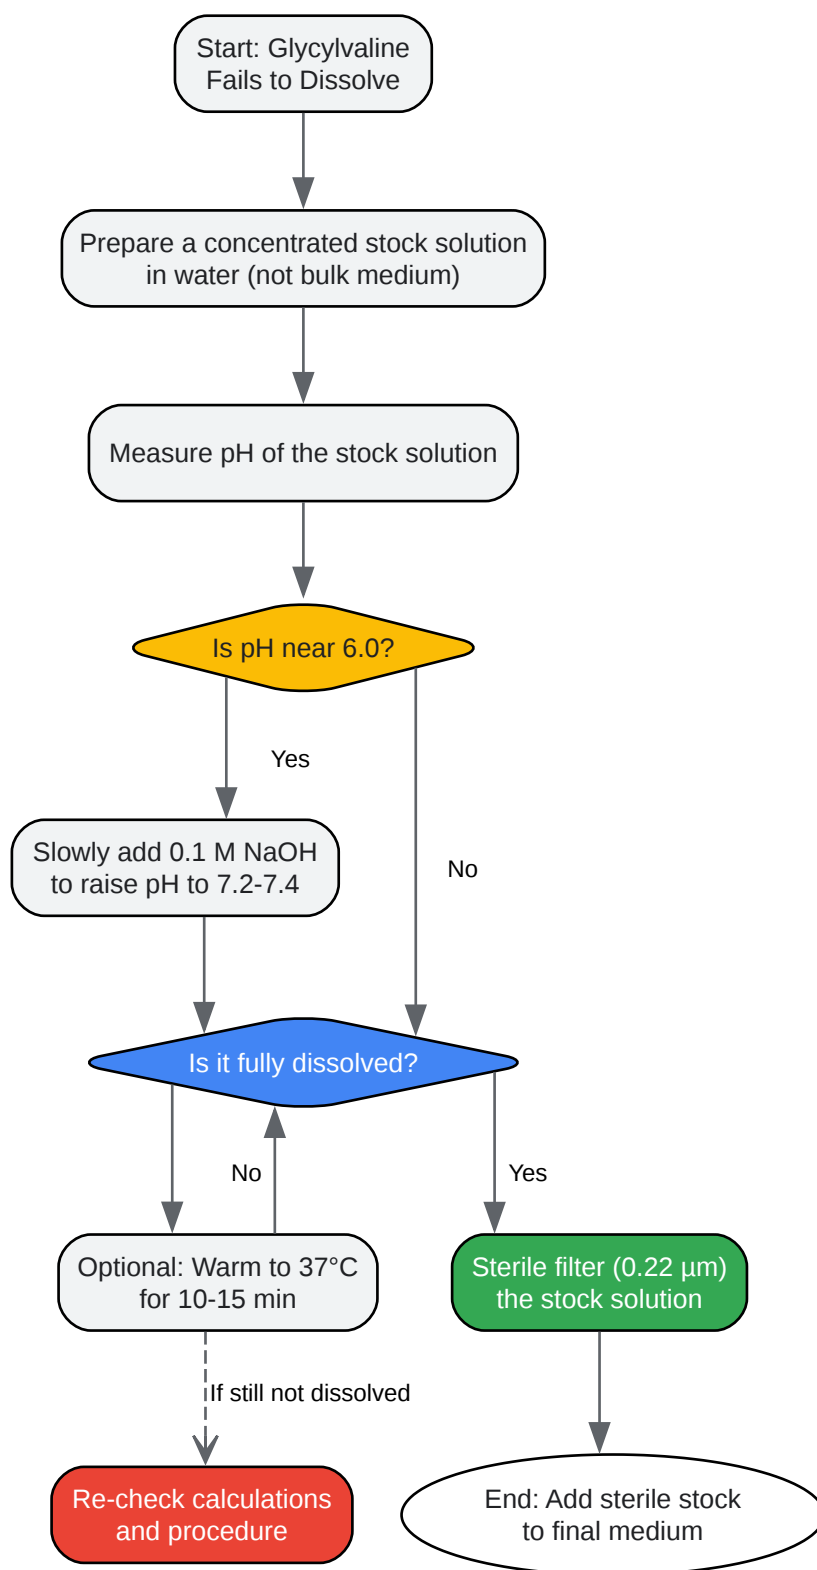 Start: Glycylvaline
Fails to Dissolve
Prepare a concentrated stock solution
in water (not bulk medium)
Measure pH of the stock solution
Is pH near 6.0?
Yes
Slowly add 0.1 M NaOH
to raise pH to 7.2-7.4
No
Is it fully dissolved?
No
Yes
Optional: Warm to 37°C
for 10-15 min
Sterile filter (0.22 µm)
the stock solution
If still not dissolved
Re-check calculations
and procedure
End: Add sterile stock
to final medium